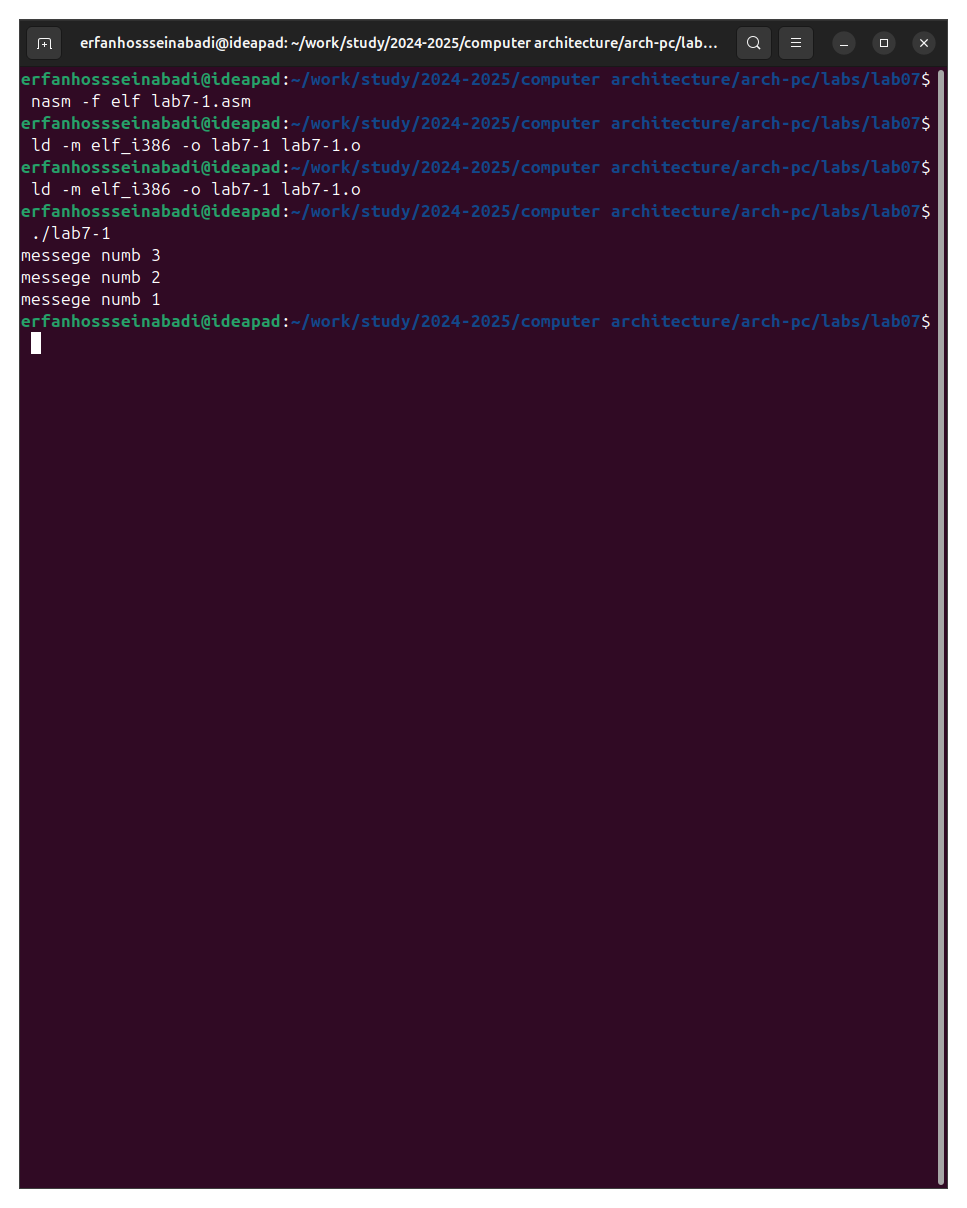 erfanhossseinabadi@ideapad: ~/work/study/2024-2025/computer architecture/arch-pc/lab...
erfanhossseinabadi@ideapad:~/work/study/2024-2025/computer architecture/arch-pc/labs/lab07$
nasm -f elf lab7-1.asm
erfanhossseinabadi@ideapad:~/work/study/2024-2025/computer architecture/arch-pc/labs/lab07$
ld -m elf_i386 -o lab7-1 lab7-1.o
erfanhossseinabadi@ideapad:~/work/study/2024-2025/computer architecture/arch-pc/labs/lab07$
ld -m elf_i386 -o lab7-1 lab7-1.o
erfanhossseinabadi@ideapad:~/work/study/2024-2025/computer architecture/arch-pc/labs/lab07$
./lab7-1
messege numb 3
messege numb 2
messege numb 1
erfanhossseinabadi@ideapad:~/work/study/2024-2025/computer architecture/arch-pc/labs/lab07$